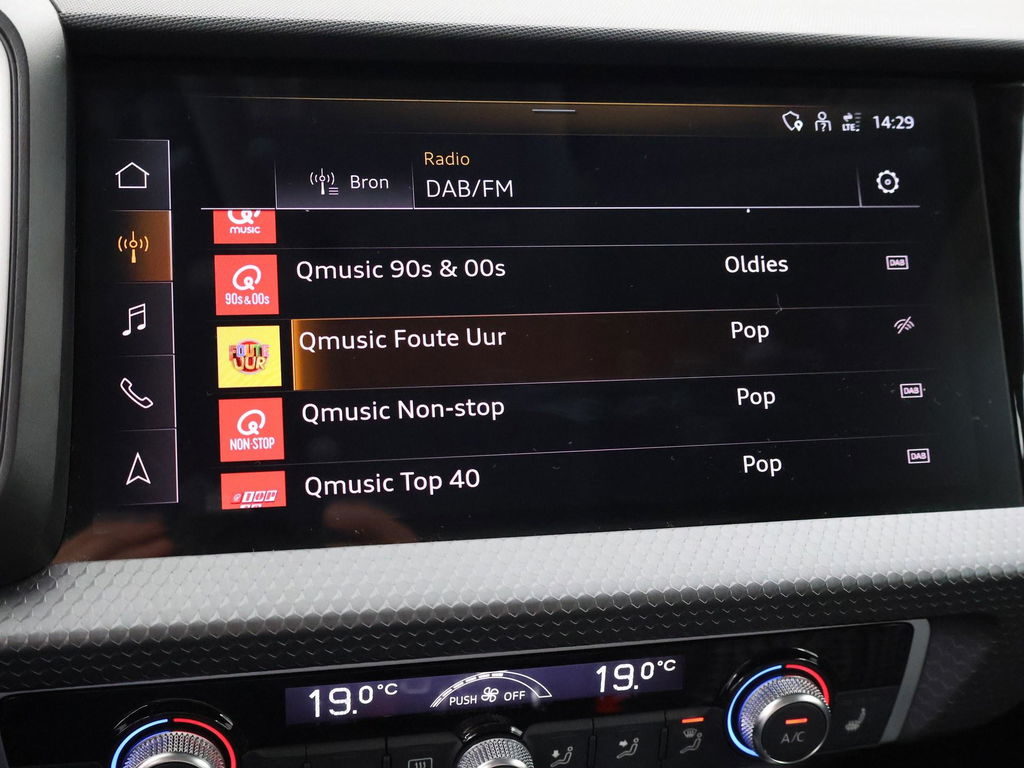 LTE
14:29
Bron
Radio
DAB/FM
music
90s&00s
Qmusic 90s & 00s
Oldies
DAB
FOUTE
UUR
Qmusic Foute Uur
Pop
NON-STOP
Qmusic Non-stop
Pop
DAB
TOP
Qmusic Top 40
Pop
DAB
19.0°C
PUSH OFF
19.0°C
A/C